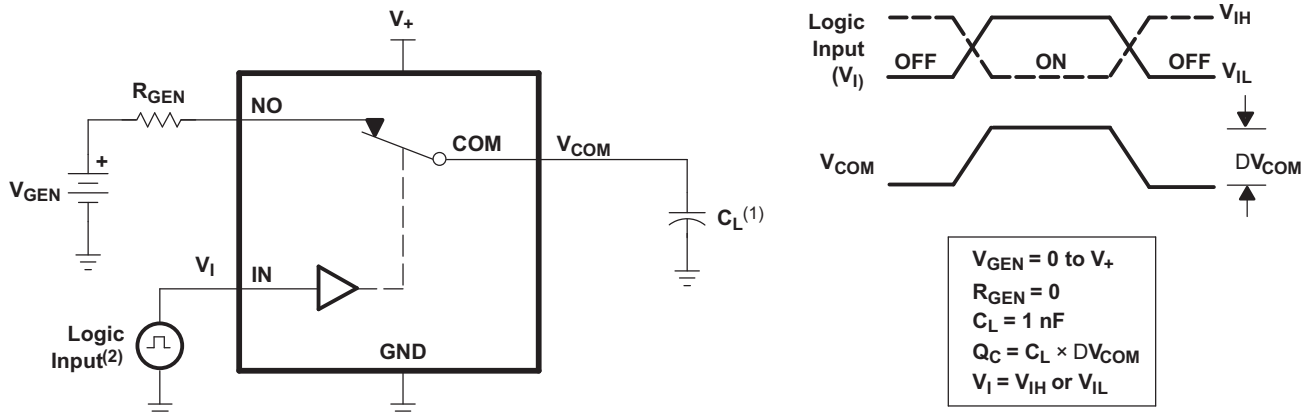 V+
RGEN
NO
COM
VCOM
+
VGEN
CL(1)
VI
IN
Logic
Input(2)
GND
Logic
Input
(VI)
OFF
ON
OFF
VIH
VIL
VCOM
DVCOM
VGEN = 0 to V+
RGEN = 0
CL = 1 nF
QC = CL × DVCOM
VI = VIH or VIL